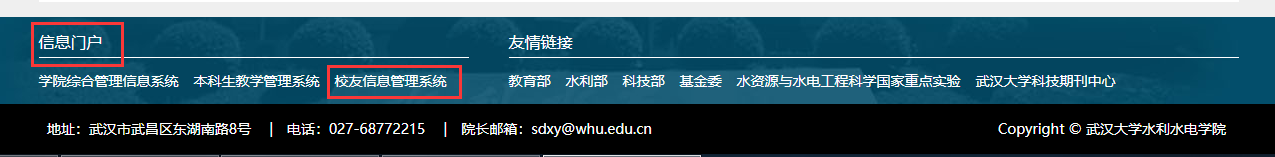 信息门户 友情链接
学院综合管理信息系统 本科生教学管理系统 校友信息管理系统 教育部 水利部 科技部 基金委 水资源与水电工程科学国家重点实验 武汉大学科技期刊中心
地址：武汉市武昌区东湖南路8号 | 电话：027-68772215 | 院长邮箱：sdxy@whu.edu.cn Copyright © 武汉大学水利水电学院